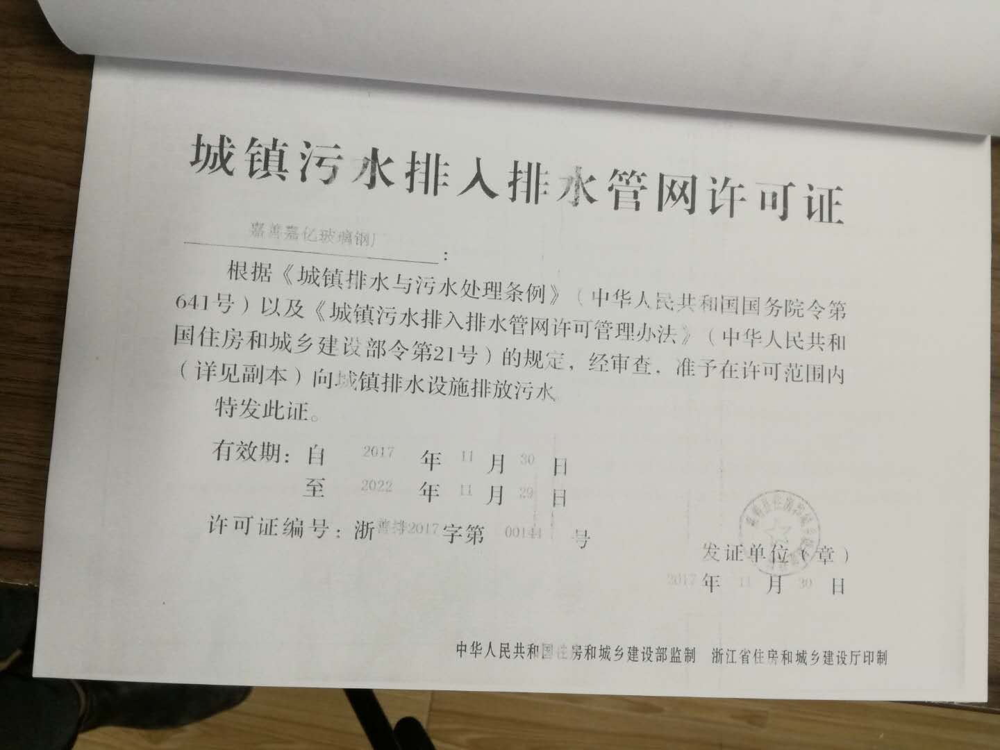 城镇污水排入排水管网许可证
嘉善嘉亿玻璃钢厂：
根据《城镇排水与污水处理条例》（中华人民共和国国务院令第
641号）以及《城镇污水排入排水管网许可管理办法》（中华人民共和
国住房和城乡建设部令第21号）的规定，经审查，准予在许可范围内
（详见副本）向城镇排水设施排放污水
特发此证。
有效期：自 2017 年 11 月 30 日
至 2022 年 11 月 29 日
许可证编号：浙善排2017字第 00144 号
发证单位（章）
2017 年 11 月 30 日
中华人民共和国住房和城乡建设部监制 浙江省住房和城乡建设厅印制